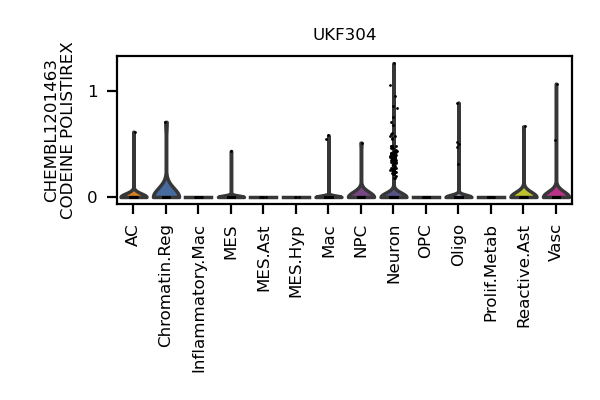 UKF304
CHEMBL1201463
CODEINE POLISTIREX
1
0
AC
Chromatin.Reg
Inflammatory.Mac
MES
MES.Ast
MES.Hyp
Mac
NPC
Neuron
OPC
Oligo
Prolif.Metab
Reactive.Ast
Vasc